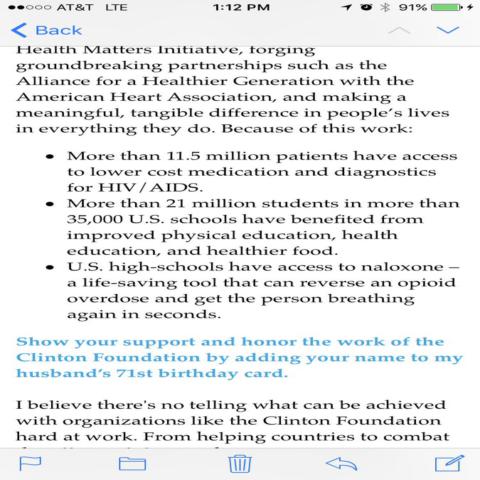 AT&T LTE 1:12 PM 91%
Back
Health Matters Initiative, forging
groundbreaking partnerships such as the
Alliance for a Healthier Generation with the
American Heart Association, and making a
meaningful, tangible difference in people's lives
in everything they do. Because of this work:
• More than 11.5 million patients have access
to lower cost medication and diagnostics
for HIV/AIDS.
• More than 21 million students in more than
35,000 U.S. schools have benefited from
improved physical education, health
education, and healthier food.
• U.S. high-schools have access to naloxone –
a life-saving tool that can reverse an opioid
overdose and get the person breathing
again in seconds.
Show your support and honor the work of the
Clinton Foundation by adding your name to my
husband's 71st birthday card.
I believe there's no telling what can be achieved
with organizations like the Clinton Foundation
hard at work. From helping countries to combat